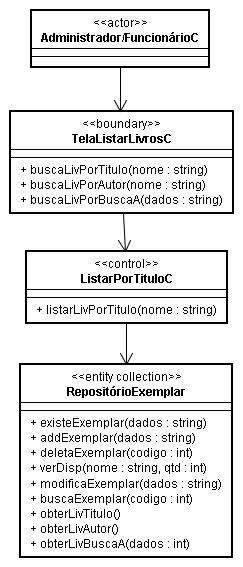 <<actor>>
Administrador/FuncionárioC
<<boundary>>
TelaListarLivrosC
+ buscaLivPorTitulo(nome : string)
+ buscaLivPorAutor(nome : string)
+ buscaLivPorBuscaA(dados : string)
<<control>>
ListarPorTituloC
+ listarLivPorTitulo(nome : string)
<<entity collection>>
RepositórioExemplar
+ existeExemplar(dados : string)
+ addExemplar(dados : string)
+ deletaExemplar(codigo : int)
+ verDisp(nome : string, qtd : int)
+ modificaExemplar(dados : string)
+ buscaExemplar(codigo : int)
+ obterLivTitulo()
+ obterLivAutor()
+ obterLivBuscaA(dados : int)